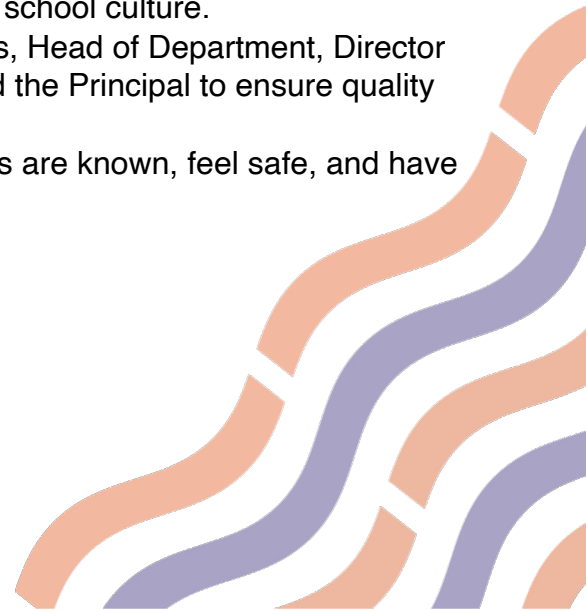 school culture.
s, Head of Department, Director
d the Principal to ensure quality
s are known, feel safe, and have